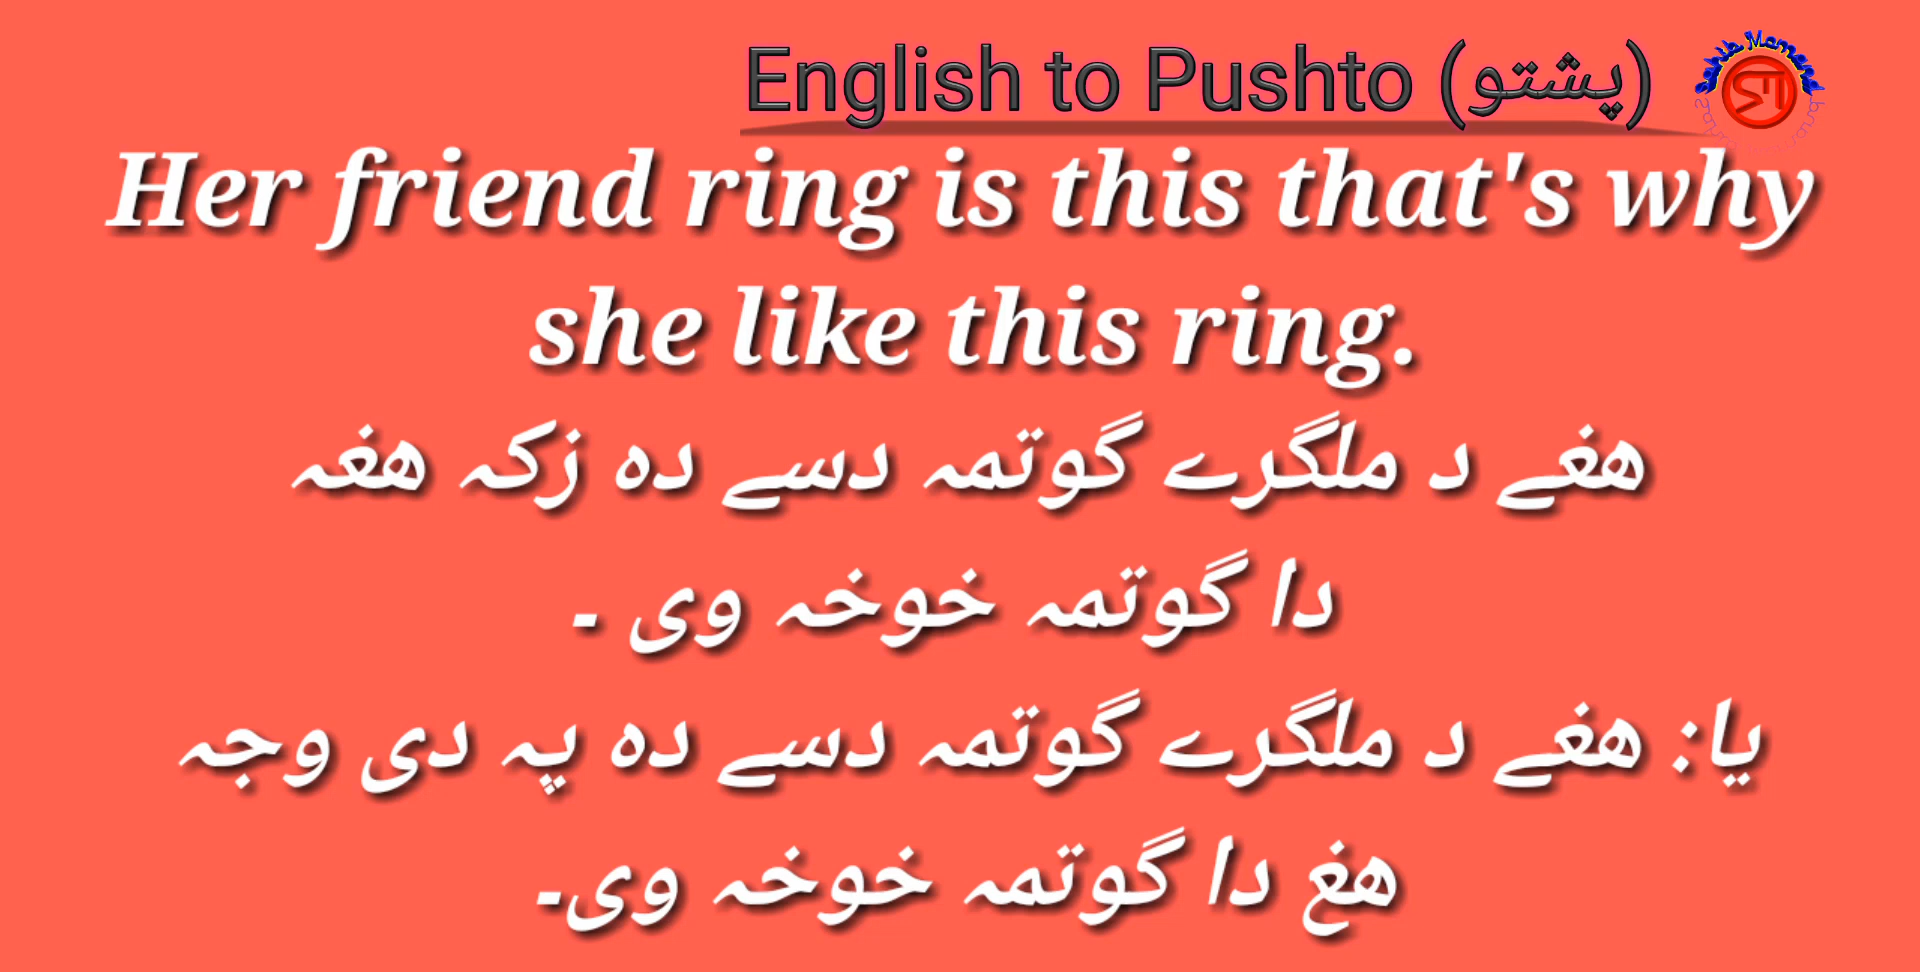 English to Pushto (پشتو)
Sahib Momand
Her friend ring is this that's why
she like this ring.
هغے د ملگرے گوتمہ دسے دہ زکہ هغہ
دا گوتمہ خوخہ وی ۔
یا: هغے د ملگرے گوتمہ دسے دہ پہ دی وجہ
هغ دا گوتمہ خوخہ وی۔